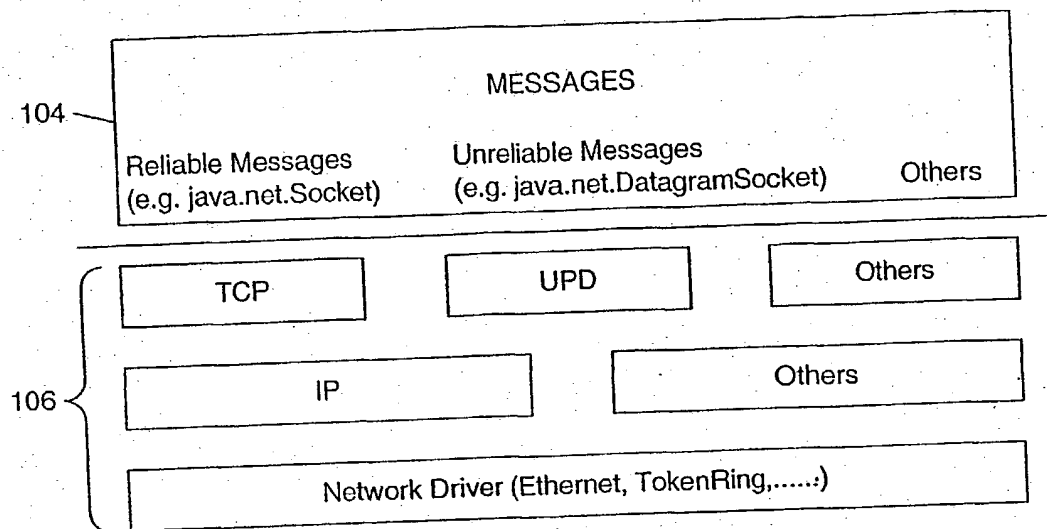 MESSAGES
104
Reliable Messages
(e.g. java.net.Socket)
Unreliable Messages
(e.g. java.net.DatagramSocket)
Others
TCP
UPD
Others
106
IP
Others
Network Driver (Ethernet, TokenRing,......)